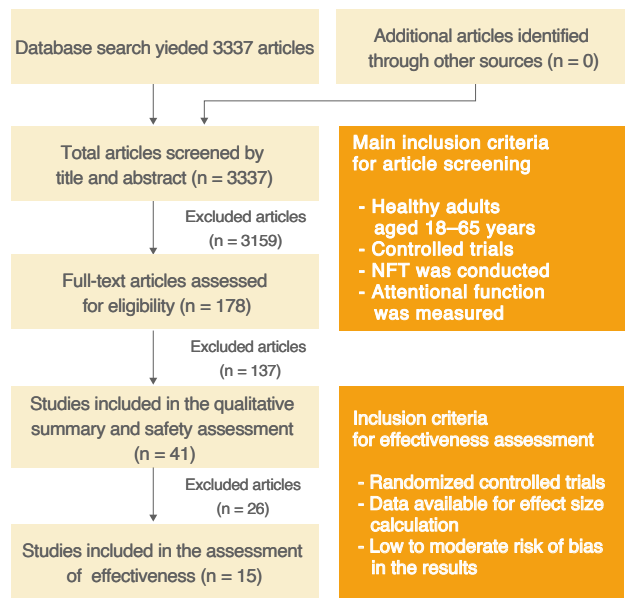 Database search yieded 3337 articles
Additional articles identified
through other sources (n = 0)
Total articles screened by
title and abstract (n = 3337)
Main inclusion criteria
for article screening
- Healthy adults
aged 18–65 years
- Controlled trials
- NFT was conducted
- Attentional function
was measured
Excluded articles
(n = 3159)
Full-text articles assessed
for eligibility (n = 178)
Excluded articles
(n = 137)
Studies included in the qualitative
summary and safety assessment
(n = 41)
Inclusion criteria
for effectiveness assessment
- Randomized controlled trials
- Data available for effect size
calculation
- Low to moderate risk of bias
in the results
Excluded articles
(n = 26)
Studies included in the assessment
of effectiveness (n = 15)